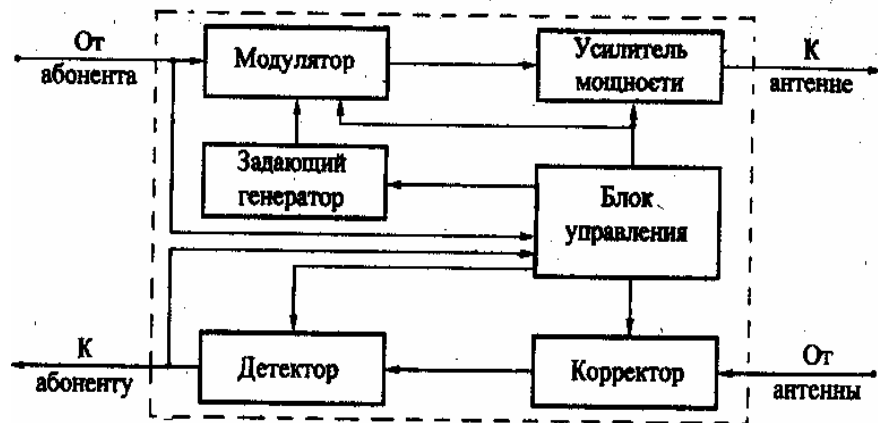 От
абонента
Модулятор
Усилитель
мощности
К
антенне
Задающий
генератор
Блок
управления
К
абоненту
Детектор
Корректор
От
антенны